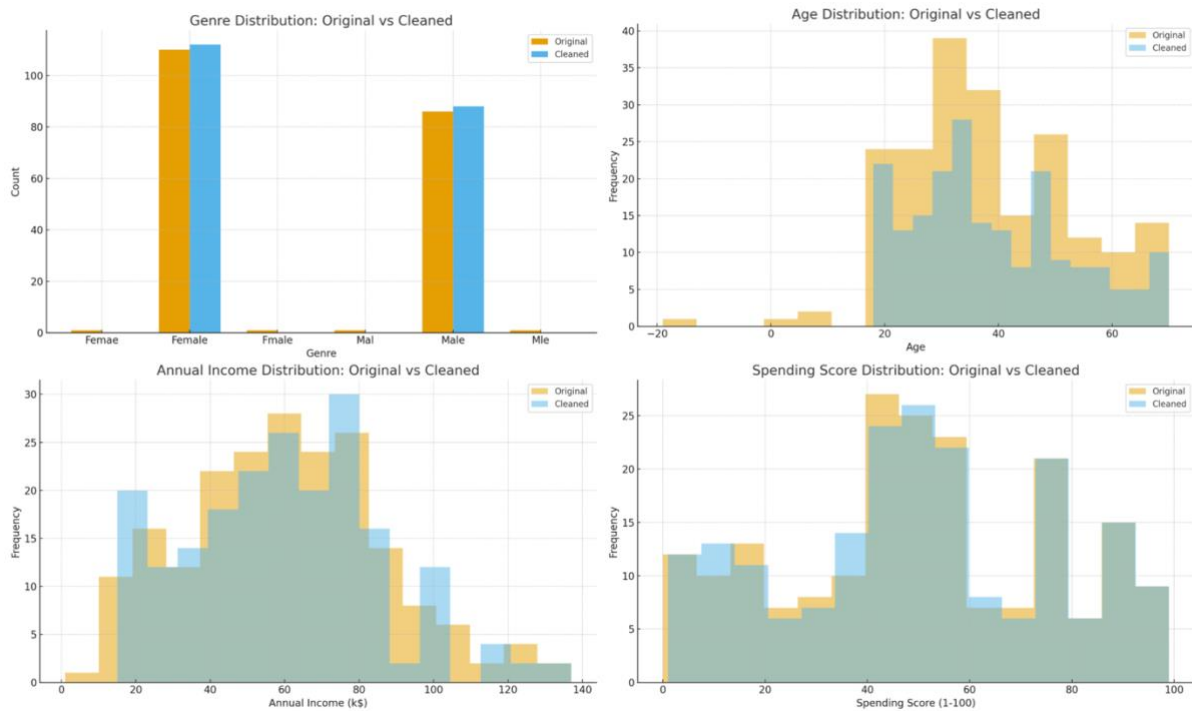 Genre Distribution: Original vs Cleaned
Original
Cleaned
100
80
60
40
20
0
Count
Femae Female Fmale Mal Male Mle
Genre
Age Distribution: Original vs Cleaned
Original
Cleaned
40
35
30
25
20
15
10
5
0
Frequency
−20 0 20 40 60
Age
Annual Income Distribution: Original vs Cleaned
Original
Cleaned
30
25
20
15
10
5
0
Frequency
0 20 40 60 80 100 120 140
Annual Income (k$)
Spending Score Distribution: Original vs Cleaned
Original
Cleaned
25
20
15
10
5
0
Frequency
0 20 40 60 80 100
Spending Score (1-100)